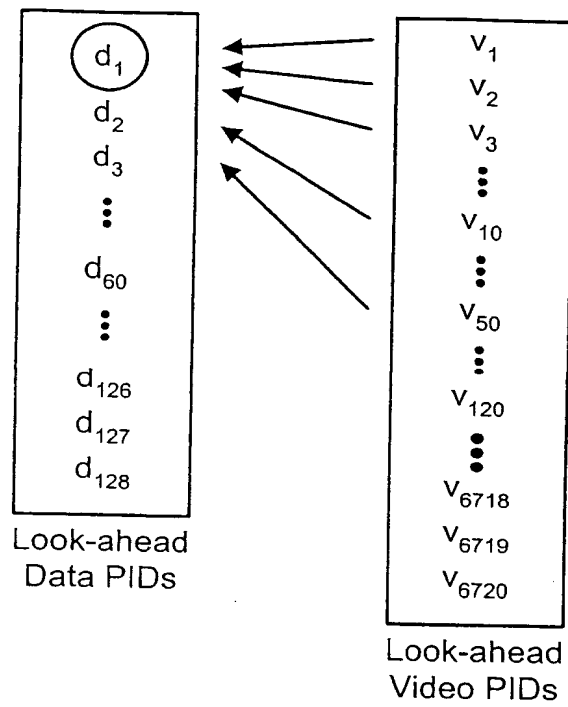 d1
d2
d3
d60
d126
d127
d128
Look-ahead
Data PIDs
v1
v2
v3
v10
v50
v120
v6718
v6719
v6720
Look-ahead
Video PIDs